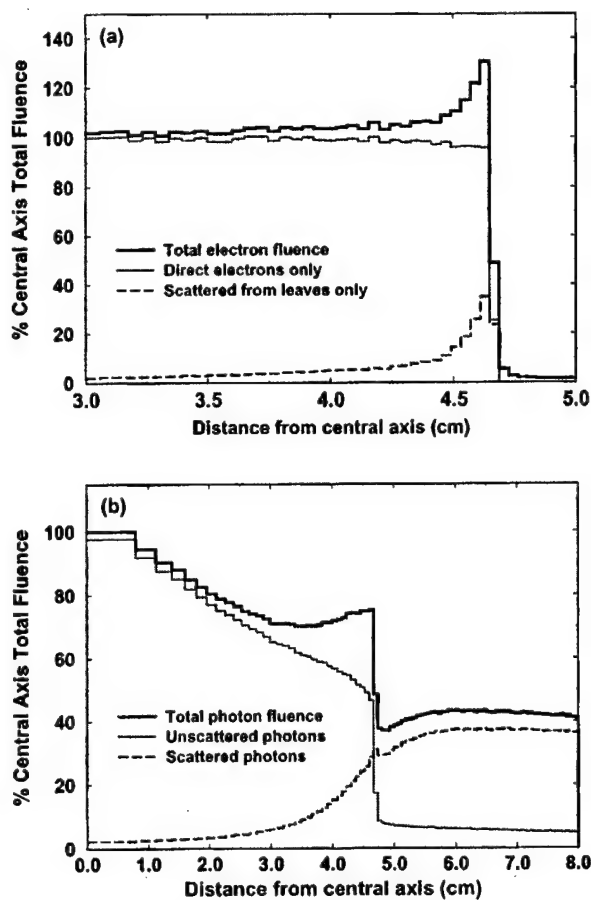 (a)
% Central Axis Total Fluence
140
120
100
80
60
40
20
0
Total electron fluence
Direct electrons only
Scattered from leaves only
3.0 3.5 4.0 4.5 5.0
Distance from central axis (cm)
(b)
% Central Axis Total Fluence
100
80
60
40
20
0
Total photon fluence
Unscattered photons
Scattered photons
0.0 1.0 2.0 3.0 4.0 5.0 6.0 7.0 8.0
Distance from central axis (cm)